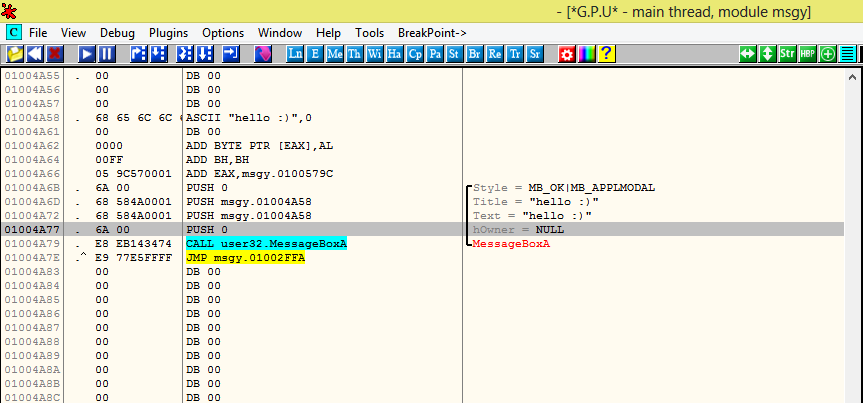 - [*G.P.U* - main thread, module msgy]
C File View Debug Plugins Options Window Help Tools BreakPoint->
Ln E Me Tw Wi Ha Cp Pa St Br Re Tr Sr ? Str HBP
01004A55 . 00 DB 00
01004A56 00 DB 00
01004A57 00 DB 00
01004A58 . 68 65 6C 6C ASCII "hello :)",0
01004A61 00 DB 00
01004A62 0000 ADD BYTE PTR [EAX],AL
01004A64 00FF ADD BH,BH
01004A66 05 9C570001 ADD EAX,msgy.0100579C
01004A6B . 6A 00 PUSH 0 Style = MB_OK|MB_APPLMODAL
01004A6D . 68 584A0001 PUSH msgy.01004A58 Title = "hello :)"
01004A72 . 68 584A0001 PUSH msgy.01004A58 Text = "hello :)"
01004A77 . 6A 00 PUSH 0 hOwner = NULL
01004A79 . E8 EB143474 CALL user32.MessageBoxA MessageBoxA
01004A7E .^ E9 77E5FFFF JMP msgy.01002FFA
01004A83 00 DB 00
01004A84 00 DB 00
01004A85 00 DB 00
01004A86 00 DB 00
01004A87 00 DB 00
01004A88 00 DB 00
01004A89 00 DB 00
01004A8A 00 DB 00
01004A8B 00 DB 00
01004A8C 00 DB 00